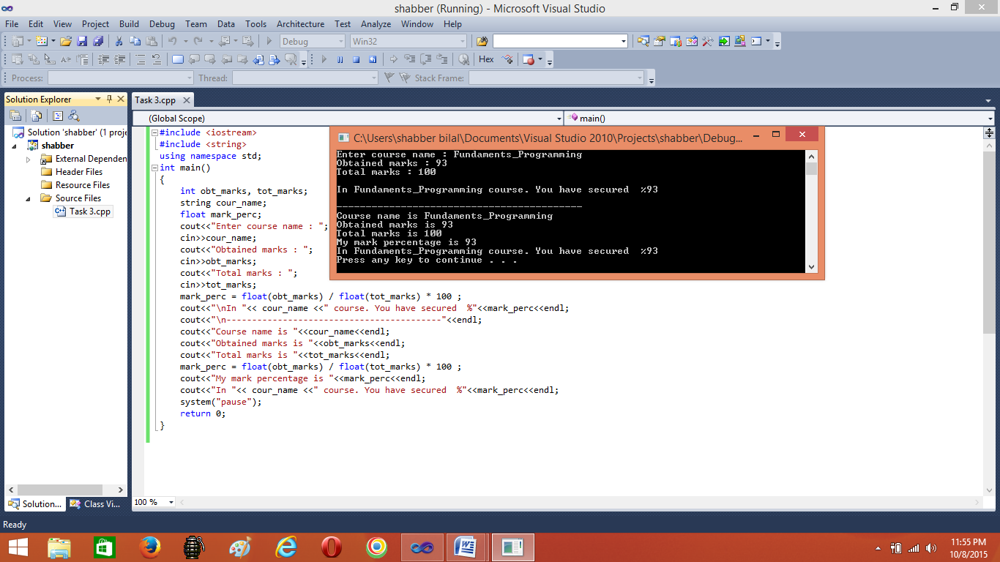 shabber (Running) - Microsoft Visual Studio
File Edit View Project Build Debug Team Data Tools Architecture Test Analyze Window Help
Debug Win32
Hex
Process: Thread: Stack Frame:
Solution Explorer
Solution 'shabber' (1 proje
shabber
External Dependen
Header Files
Resource Files
Source Files
Task 3.cpp
Solution... Class Vi...
Task 3.cpp
(Global Scope) main()
#include <iostream>
#include <string>
using namespace std;
int main()
{
    int obt_marks, tot_marks;
    string cour_name;
    float mark_perc;
    cout<<"Enter course name : ";
    cin>>cour_name;
    cout<<"Obtained marks : ";
    cin>>obt_marks;
    cout<<"Total marks : ";
    cin>>tot_marks;
    mark_perc = float(obt_marks) / float(tot_marks) * 100 ;
    cout<<"\nIn "<< cour_name <<" course. You have secured  %"<<mark_perc<<endl;
    cout<<"\n------------------------------------------"<<endl;
    cout<<"Course name is "<<cour_name<<endl;
    cout<<"Obtained marks is "<<obt_marks<<endl;
    cout<<"Total marks is "<<tot_marks<<endl;
    mark_perc = float(obt_marks) / float(tot_marks) * 100 ;
    cout<<"My mark percentage is "<<mark_perc<<endl;
    cout<<"In "<< cour_name <<" course. You have secured  %"<<mark_perc<<endl;
    system("pause");
    return 0;
}
100 %
C:\Users\shabber bilal\Documents\Visual Studio 2010\Projects\shabber\Debug...
Enter course name : Fundaments_Programming
Obtained marks : 93
Total marks : 100
In Fundaments_Programming course. You have secured  %93
------------------------------------------
Course name is Fundaments_Programming
Obtained marks is 93
Total marks is 100
My mark percentage is 93
In Fundaments_Programming course. You have secured  %93
Press any key to continue . . .
Ready
11:55 PM
10/8/2015